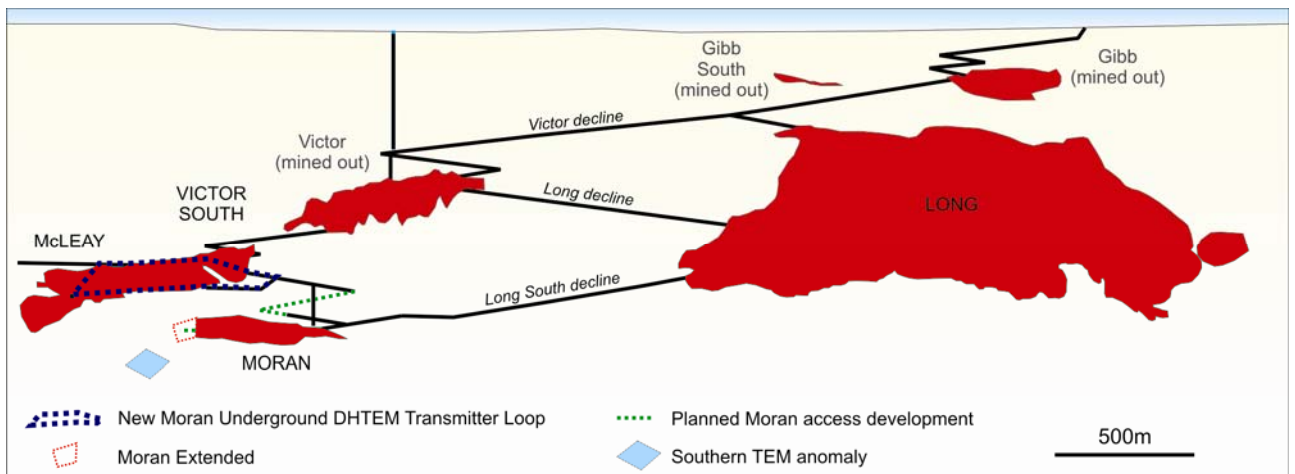 Gibb
South
(mined out)
Gibb
(mined out)
Victor decline
Victor
(mined out)
Long decline
VICTOR
SOUTH
LONG
McLEAY
Long South decline
MORAN
New Moran Underground DHTEM Transmitter Loop
Planned Moran access development
500m
Moran Extended
Southern TEM anomaly